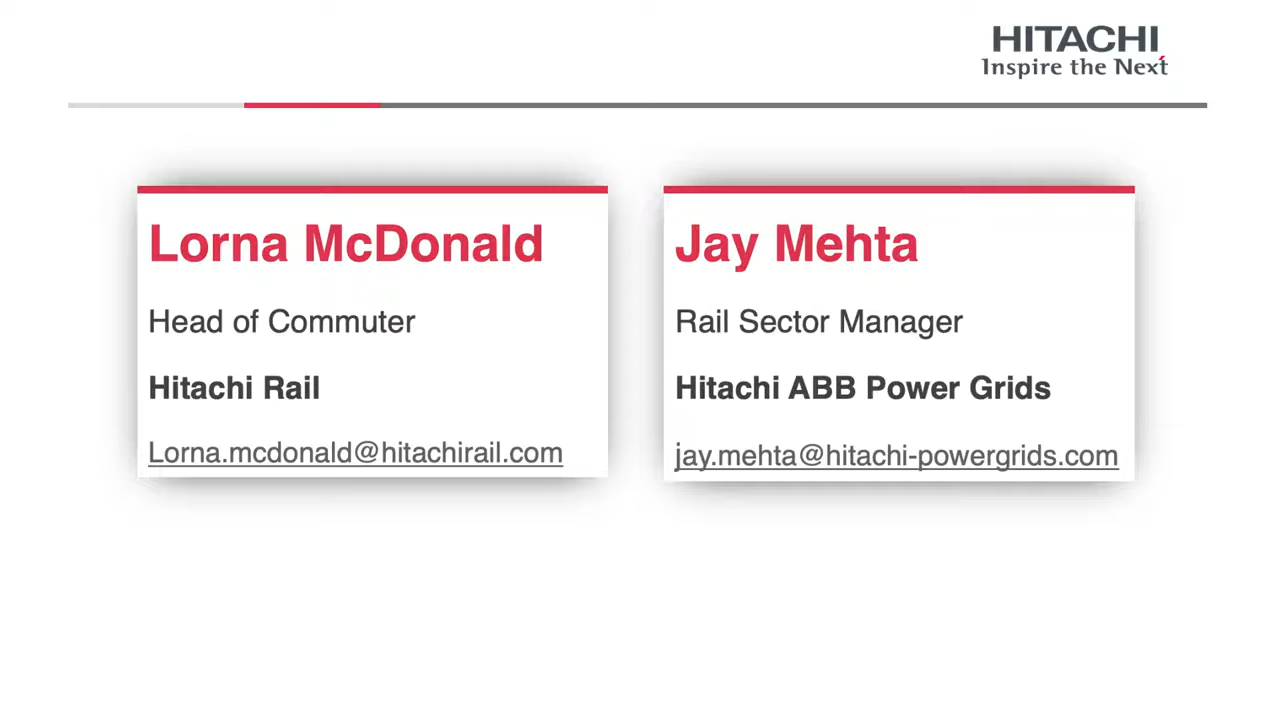 HITACHI
Inspire the Next
Lorna McDonald
Head of Commuter
Hitachi Rail
Lorna.mcdonald@hitachirail.com
Jay Mehta
Rail Sector Manager
Hitachi ABB Power Grids
jay.mehta@hitachi-powergrids.com